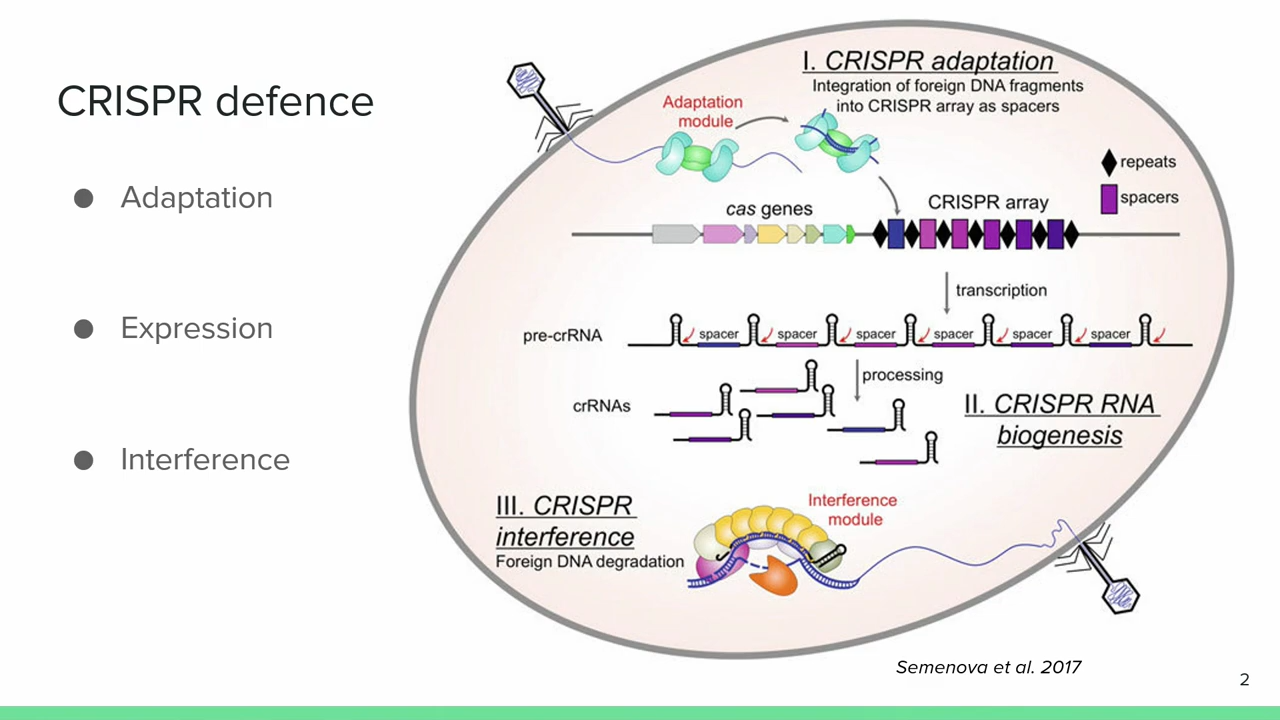 CRISPR defence
● Adaptation
● Expression
● Interference
I. CRISPR adaptation
Integration of foreign DNA fragments
into CRISPR array as spacers
Adaptation
module
repeats
spacers
cas genes
CRISPR array
transcription
pre-crRNA
spacer spacer spacer spacer spacer spacer
processing
crRNAs
II. CRISPR RNA
biogenesis
III. CRISPR
interference
Foreign DNA degradation
Interference
module
Semenova et al. 2017
2